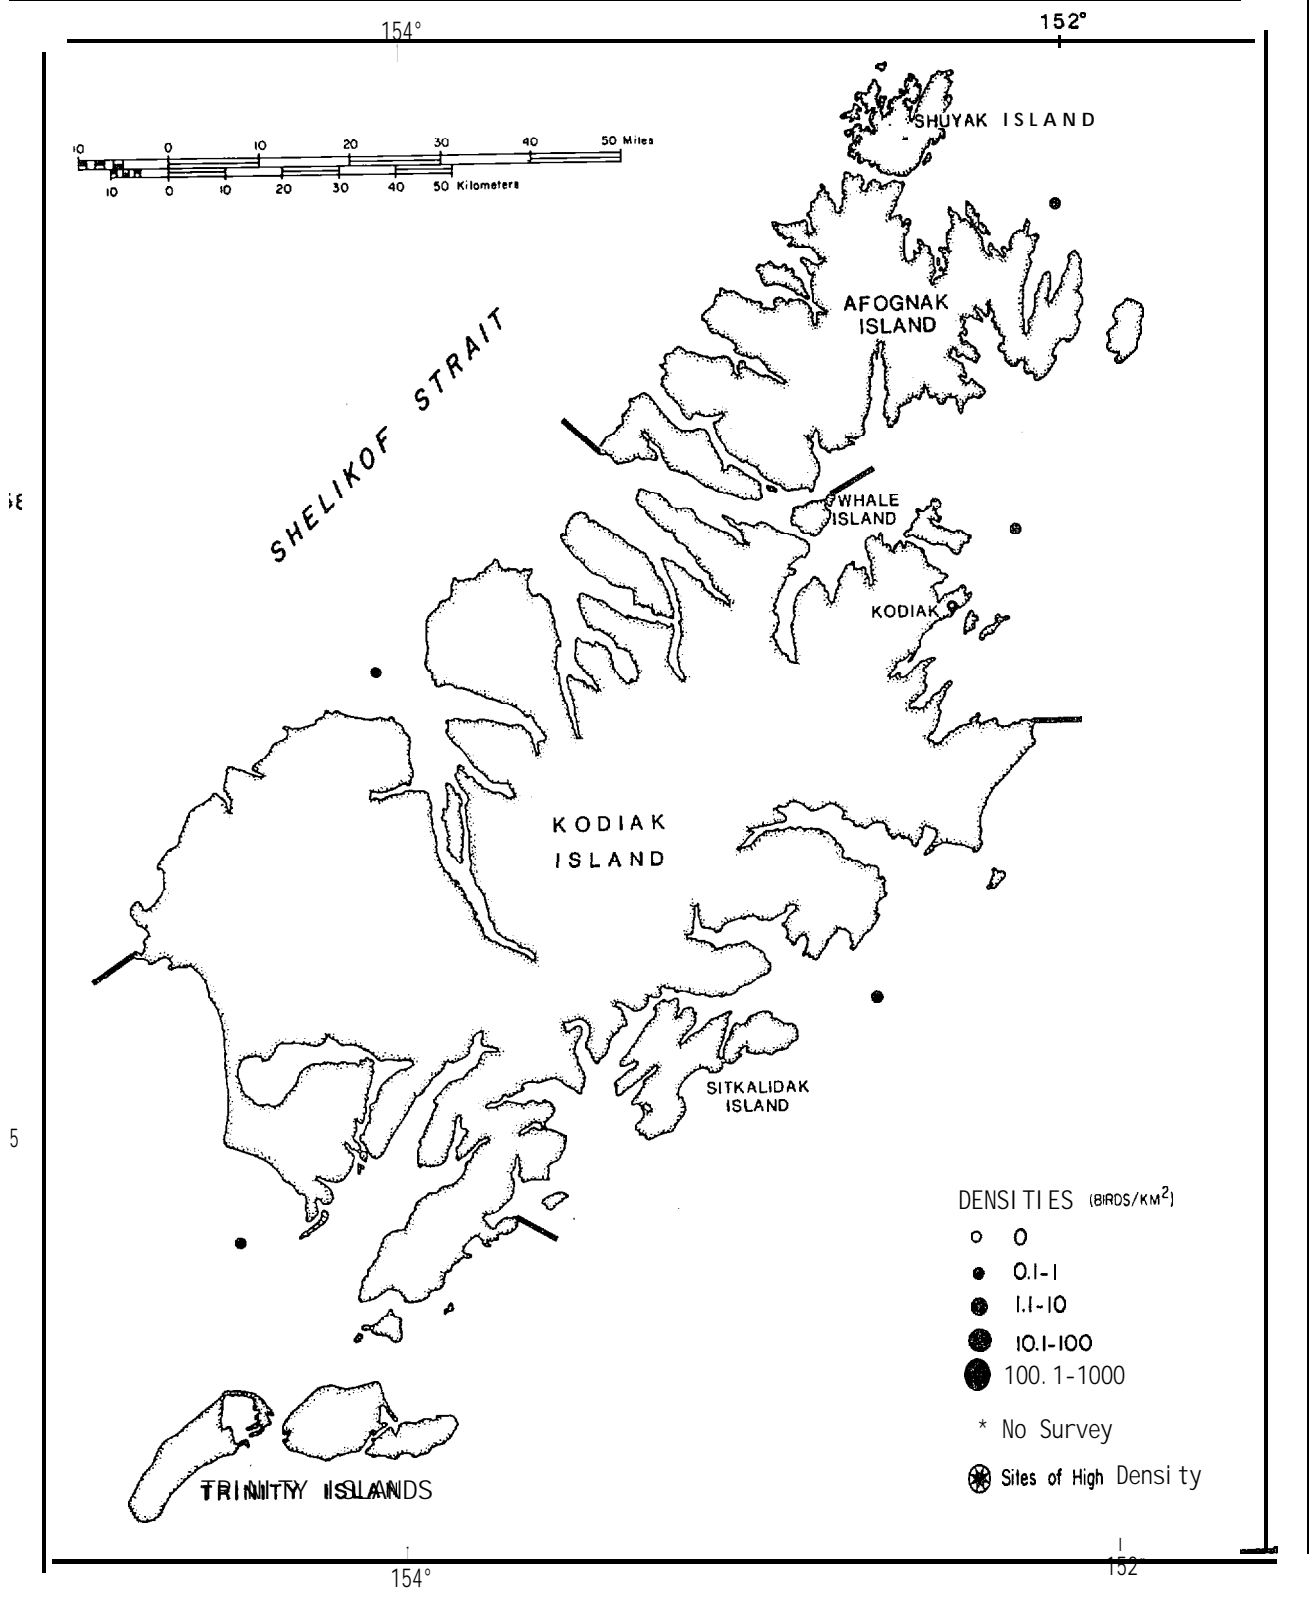 154°
152°
SHUYAK ISLAND
10 0 10 20 30 40 50 Miles
10 0 10 20 30 40 50 Kilometers
AFOGNAK
ISLAND
SHELIKOF STRAIT
WHALE
ISLAND
KODIAK
KODIAK
ISLAND
SITKALIDAK
ISLAND
5
DENSITIES (BIRDS/KM²)
0
0.1-1
1.1-10
10.1-100
100.1-1000
* No Survey
Sites of High Density
TRINITY ISLANDS
154°
152°